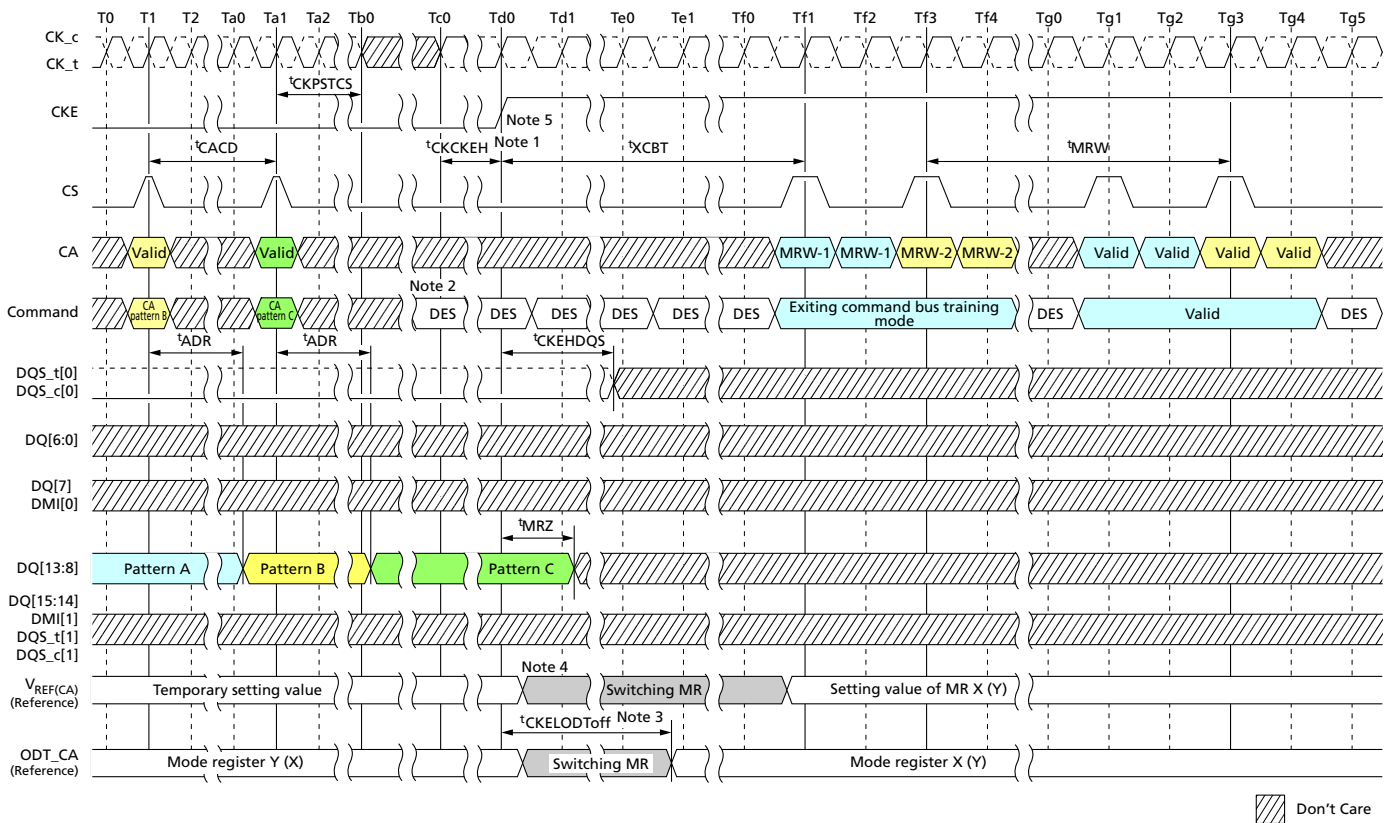 T0 T1 T2 Ta0 Ta1 Ta2 Tb0 Tc0 Td0 Td1 Te0 Te1 Tf0 Tf1 Tf2 Tf3 Tf4 Tg0 Tg1 Tg2 Tg3 Tg4 Tg5
CK_c
CK_t
tCKPSTCS
CKE
Note 5
tCACD
tCKCKEH
Note 1
tXCBT
tMRW
CS
CA
Valid Valid MRW-1 MRW-1 MRW-2 MRW-2 Valid Valid Valid Valid
Note 2
Command
CA pattern B
CA pattern C
DES DES DES DES DES DES
Exiting command bus training mode
DES Valid DES
tADR tADR tCKEHDQS
DQS_t[0]
DQS_c[0]
DQ[6:0]
DQ[7]
DMI[0]
tMRZ
DQ[13:8]
Pattern A Pattern B Pattern C
DQ[15:14]
DMI[1]
DQS_t[1]
DQS_c[1]
Note 4
VREF(CA)
(Reference)
Temporary setting value Switching MR Setting value of MR X (Y)
tCKELODToff Note 3
ODT_CA
(Reference)
Mode register Y (X) Switching MR Mode register X (Y)
Don't Care